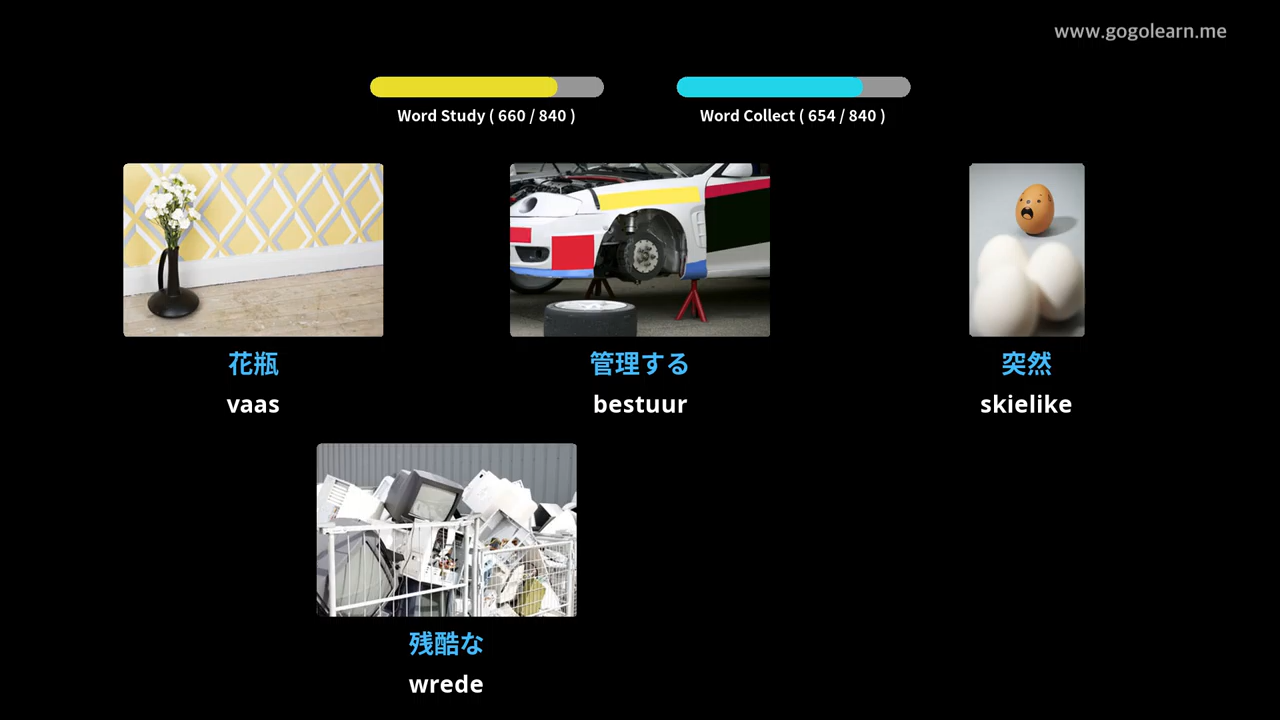 www.gogolearn.me
Word Study ( 660 / 840 )
Word Collect ( 654 / 840 )
花瓶
vaas
管理する
bestuur
突然
skielike
残酷な
wrede